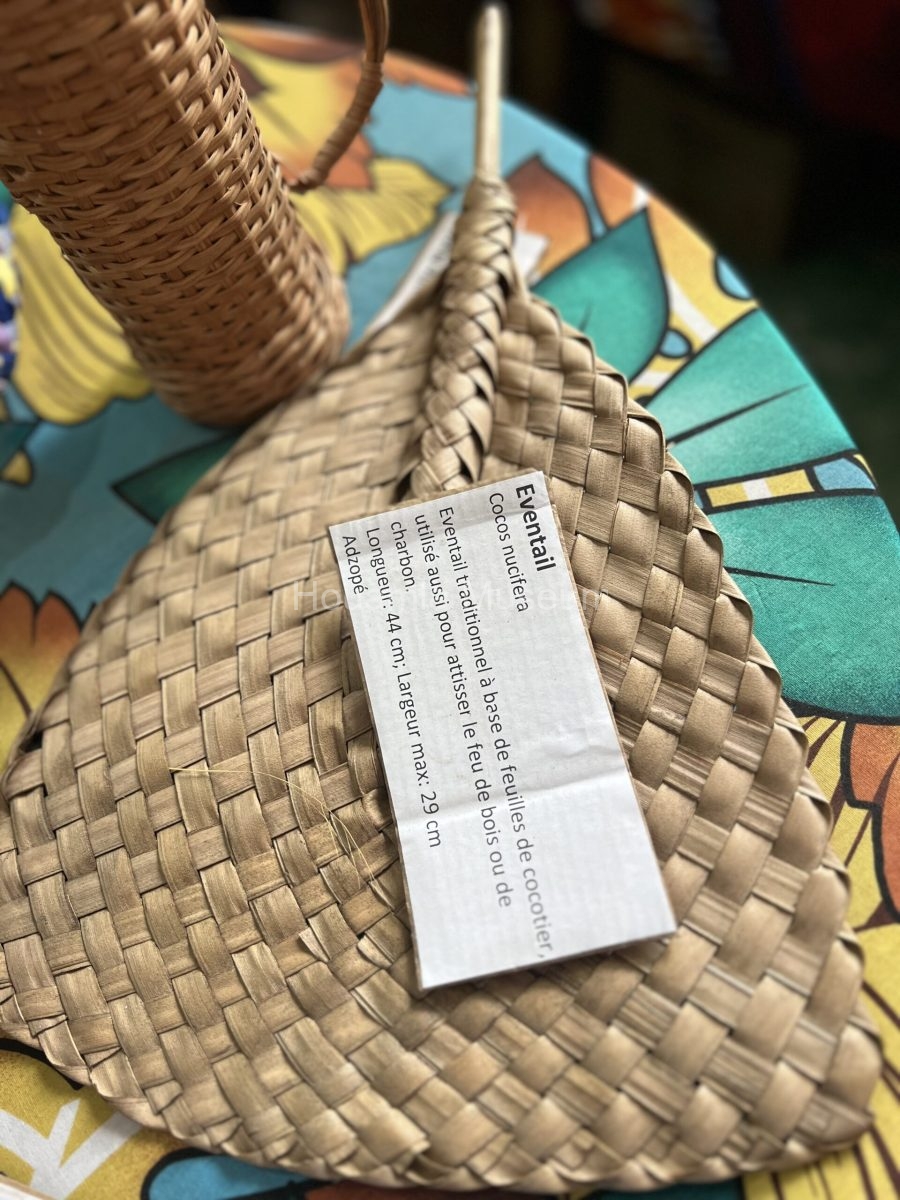 Eventail
Cocos nucifera
Eventail traditionnel à base de feuilles de cocotier,
utilisé aussi pour attisser le feu de bois ou de
charbon.
Longueur: 44 cm; Largeur max: 29 cm
Adzopé